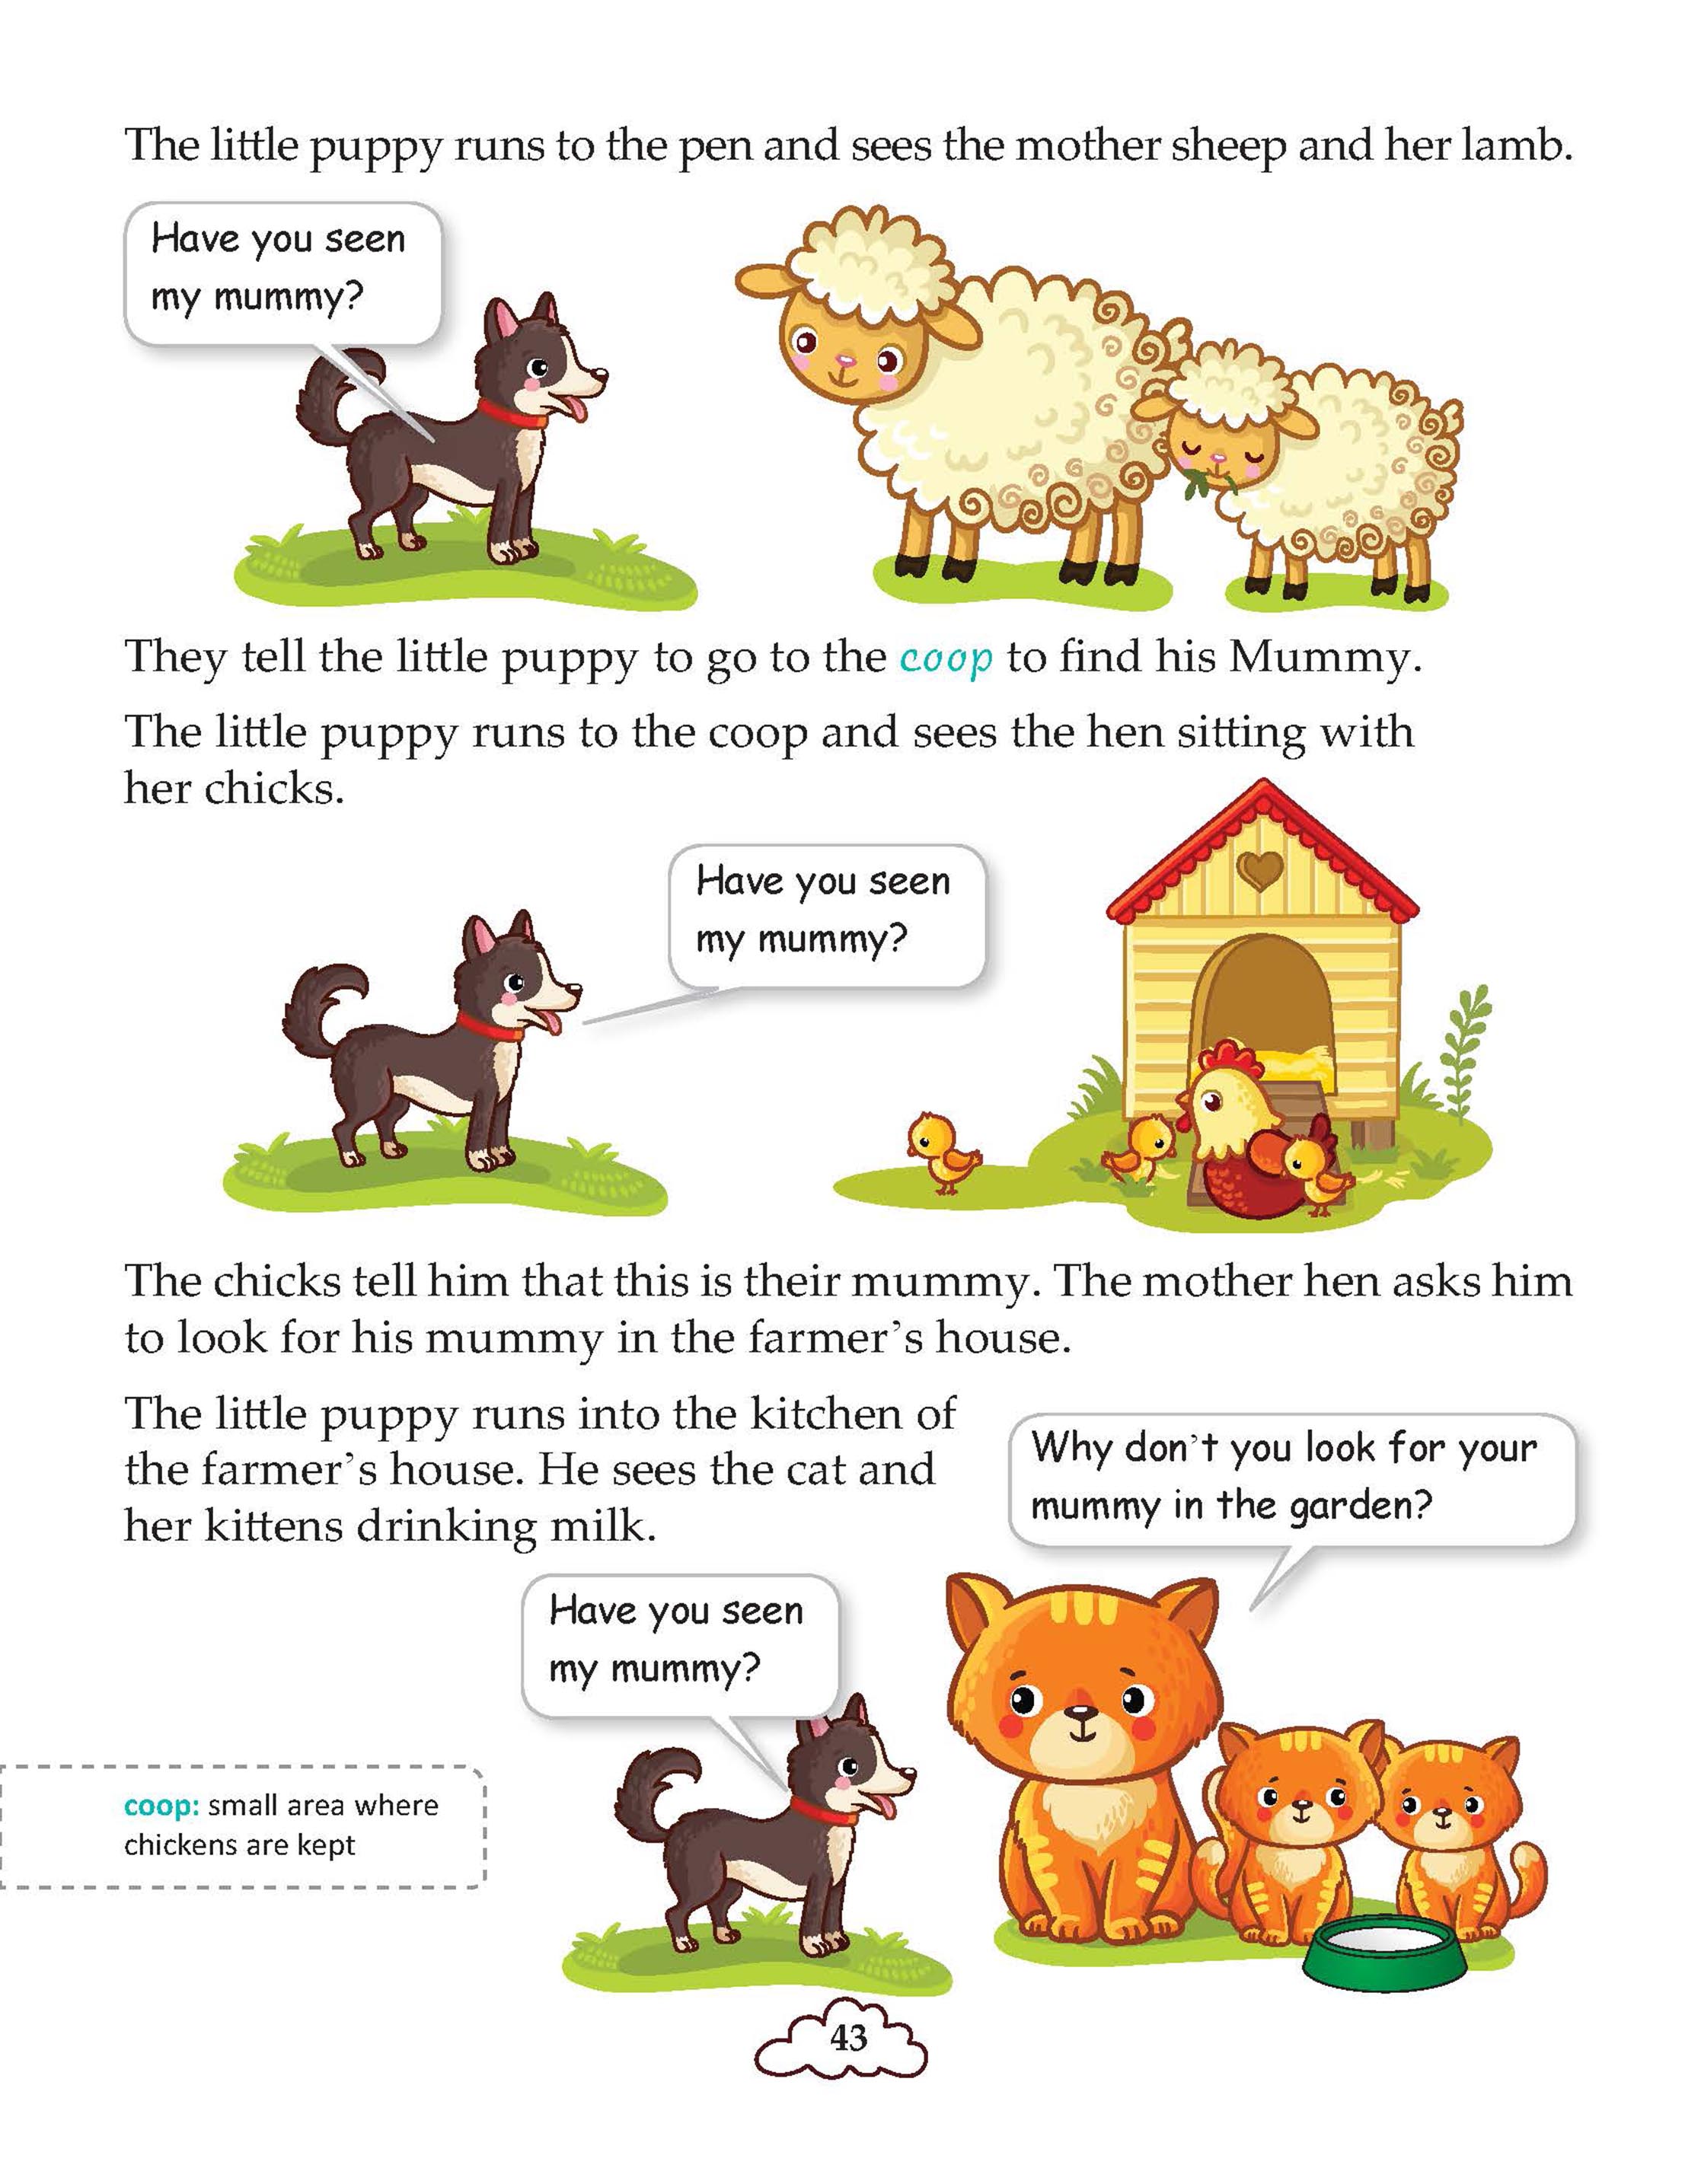 The little puppy runs to the pen and sees the mother sheep and her lamb.
Have you seen
my mummy?
They tell the little puppy to go to the coop to find his Mummy.
The little puppy runs to the coop and sees the hen sitting with
her chicks.
Have you seen
my mummy?
The chicks tell him that this is their mummy. The mother hen asks him
to look for his mummy in the farmer's house.
The little puppy runs into the kitchen of
the farmer's house. He sees the cat and
her kittens drinking milk.
Why don't you look for your
mummy in the garden?
Have you seen
my mummy?
coop: small area where
chickens are kept
43